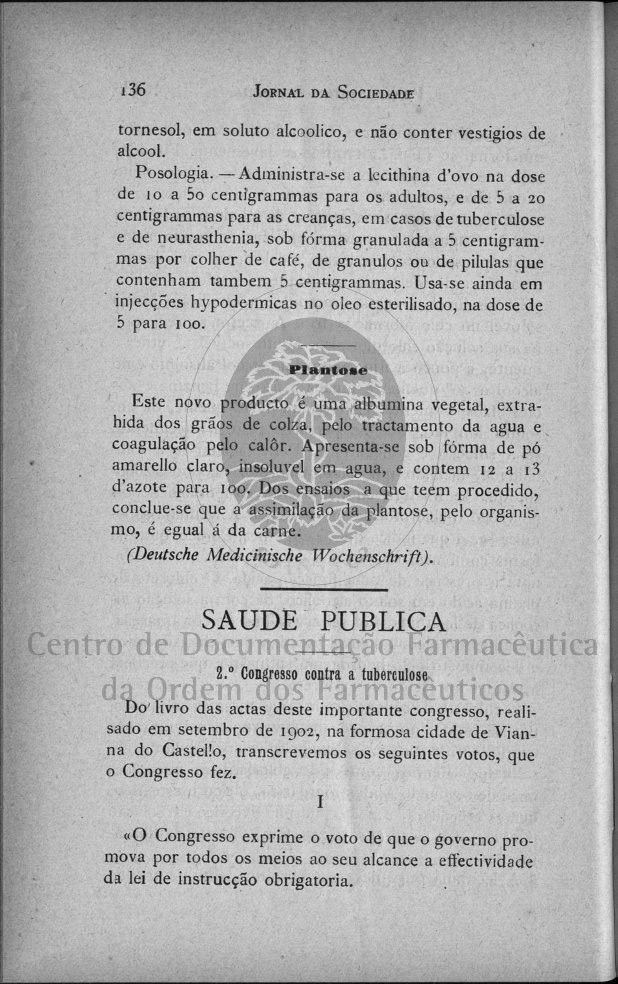 136 JORNAL DA SOCIEDADE
tornesol, em soluto alcoolico, e não conter vestigios de
alcool.
Posologia. — Administra-se a lecithina d'ovo na dose
de 10 a 50 centigrammas para os adultos, e de 5 a 20
centigrammas para as creanças, em casos de tuberculose
e de neurasthenia, sob fórma granulada a 5 centigram-
mas por colher de café, de granulos ou de pilulas que
contenham tambem 5 centigrammas. Usa-se ainda em
injecções hypodermicas no oleo esterilisado, na dose de
5 para 100.
Plantose
Este novo producto é uma albumina vegetal, extra-
hida dos grãos de colza, pelo tractamento da agua e
coagulação pelo calôr. Apresenta-se sob fórma de pó
amarello claro, insoluvel em agua, e contem 12 a 13
d'azote para 100. Dos ensaios a que teem procedido,
conclue-se que a assimilação da plantose, pelo organis-
mo, é egual á da carne.
(Deutsche Medicinische Wochenschrift).
SAUDE PUBLICA
Centro de Documentação Farmacêutica
2.º Congresso contra a tuberculose
da Ordem dos Farmacêuticos
Do livro das actas deste importante congresso, reali-
sado em setembro de 1902, na formosa cidade de Vian-
na do Castello, transcrevemos os seguintes votos, que
o Congresso fez.
I
«O Congresso exprime o voto de que o governo pro-
mova por todos os meios ao seu alcance a effectividade
da lei de instrucção obrigatoria.